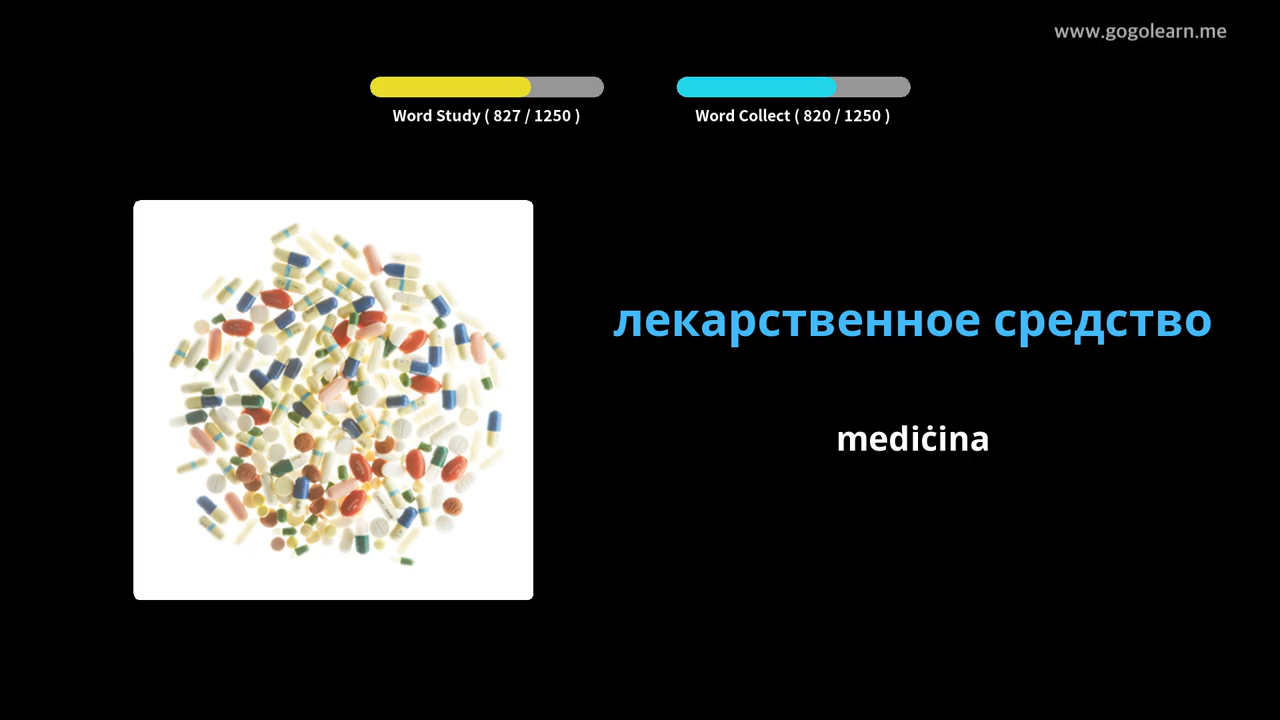 www.gogolearn.me
Word Study ( 827 / 1250 )
Word Collect ( 820 / 1250 )
лекарственное средство
mediċina